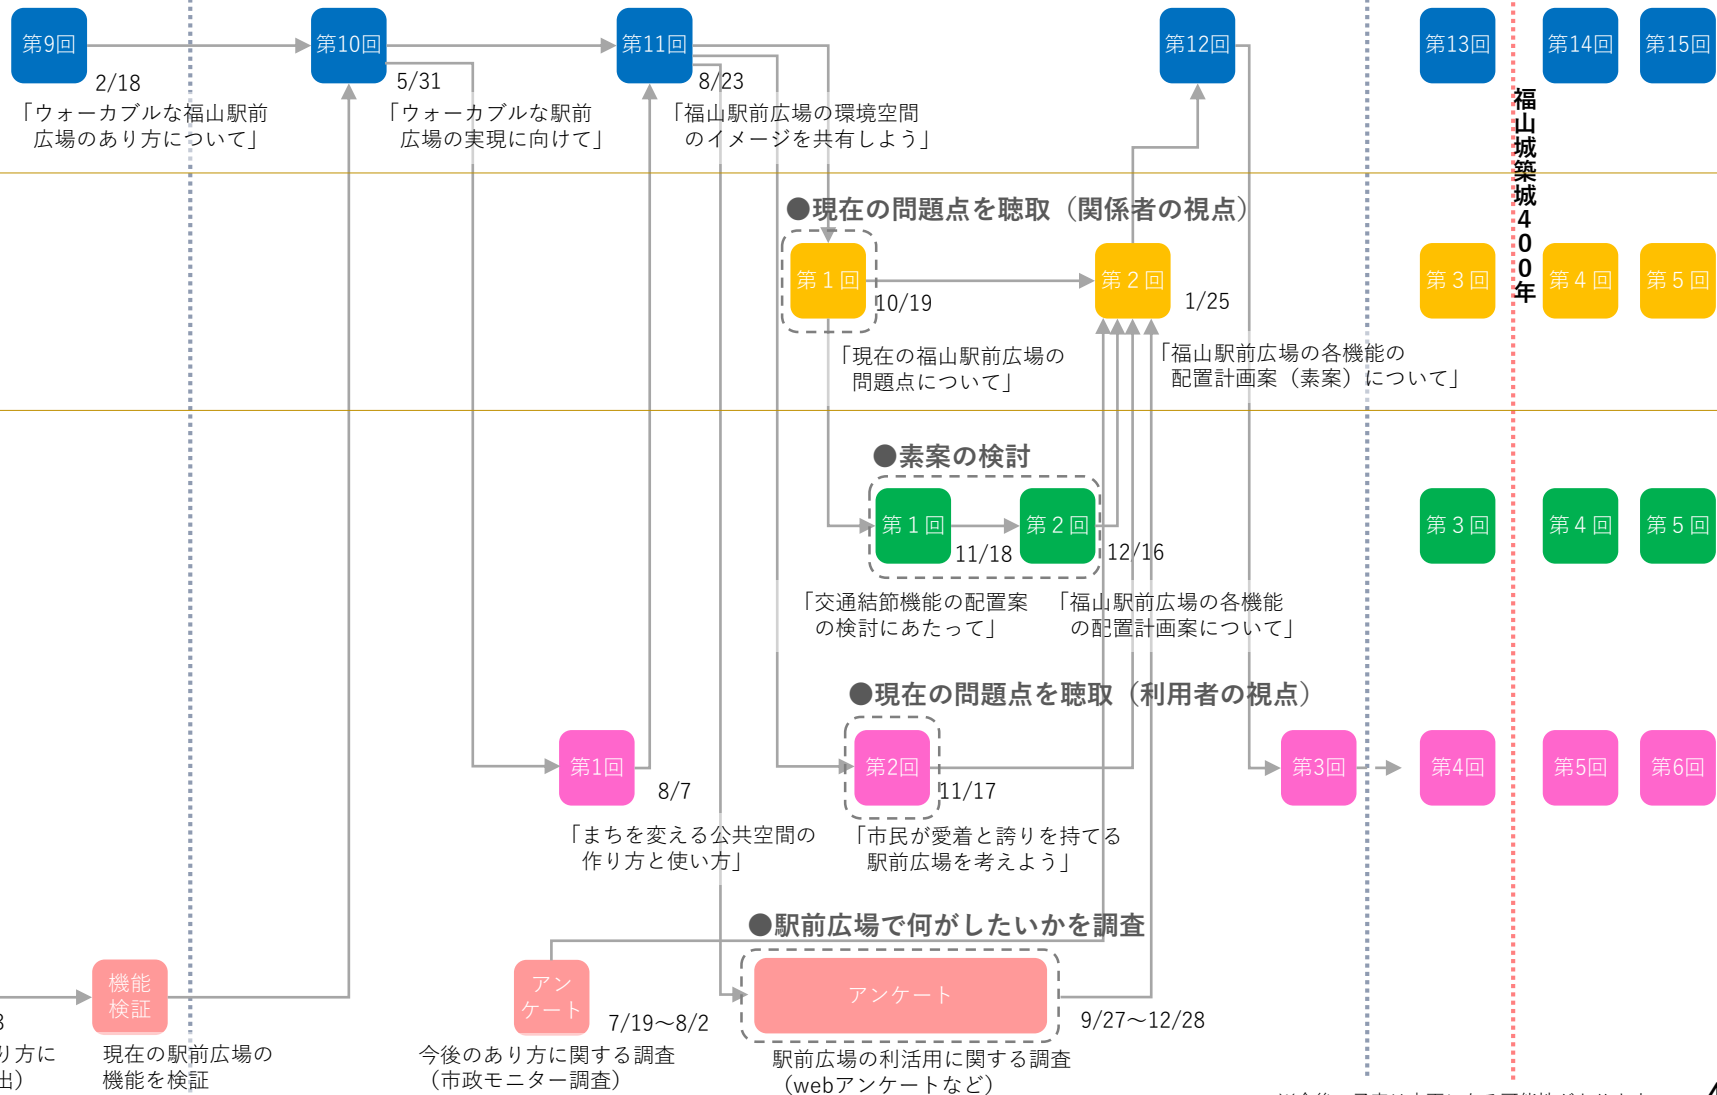 第9回
第10回
第11回
第12回
第13回
第14回
第15回
2/18
5/31
8/23
「ウォーカブルな福山駅前
広場のあり方について」
「ウォーカブルな駅前
広場の実現に向けて」
「福山駅前広場の環境空間
のイメージを共有しよう」
福山城築城400年
●現在の問題点を聴取（関係者の視点）
第１回
第２回
第３回
第４回
第５回
10/19
1/25
「現在の福山駅前広場の
問題点について」
「福山駅前広場の各機能の
配置計画案（素案）について」
●素案の検討
第１回
第２回
第３回
第４回
第５回
11/18
12/16
「交通結節機能の配置案
の検討にあたって」
「福山駅前広場の各機能
の配置計画案について」
●現在の問題点を聴取（利用者の視点）
第1回
第2回
第3回
第4回
第5回
第6回
8/7
11/17
「まちを変える公共空間の
作り方と使い方」
「市民が愛着と誇りを持てる
駅前広場を考えよう」
●駅前広場で何がしたいかを調査
機能
検証
アン
ケート
アンケート
7/19～8/2
9/27～12/28
り方に
出）
現在の駅前広場の
機能を検証
今後のあり方に関する調査
（市政モニター調査）
駅前広場の利活用に関する調査
（webアンケートなど）